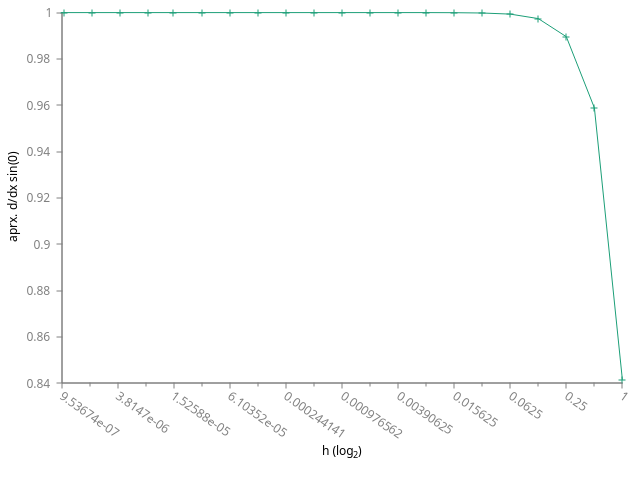 1
0.98
0.96
0.94
0.92
0.9
0.88
0.86
0.84
aprx. d/dx sin(0)
9.53674e-07
3.8147e-06
1.52588e-05
6.10352e-05
0.000244141
0.000976562
0.00390625
0.015625
0.0625
0.25
1
h (log₂)